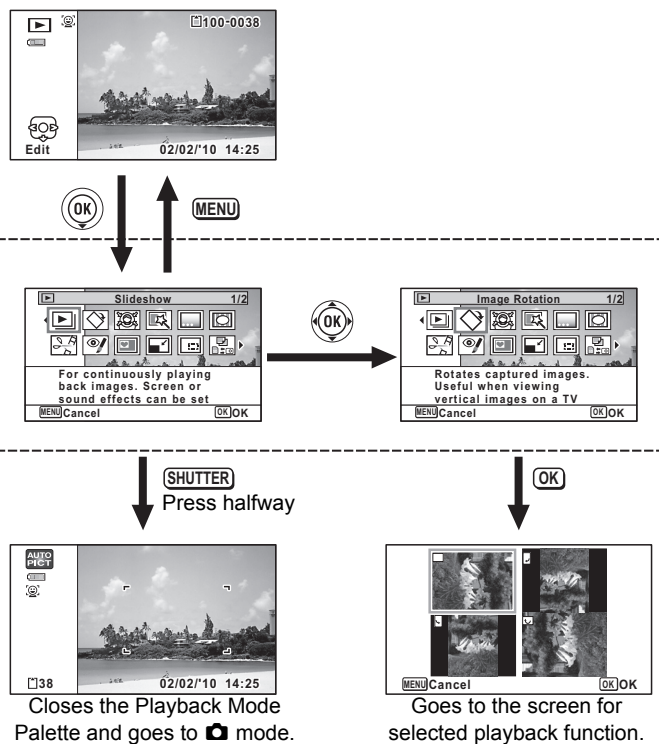 100-0038
Edit
02/02/'10 14:25
OK
MENU
Slideshow 1/2
For continuously playing
back images. Screen or
sound effects can be set
MENU Cancel OK OK
OK
Image Rotation 1/2
Rotates captured images.
Useful when viewing
vertical images on a TV
MENU Cancel OK OK
SHUTTER
Press halfway
OK
AUTO
PICT
38
02/02/'10 14:25
Closes the Playback Mode
Palette and goes to mode.
MENU Cancel OK OK
Goes to the screen for
selected playback function.